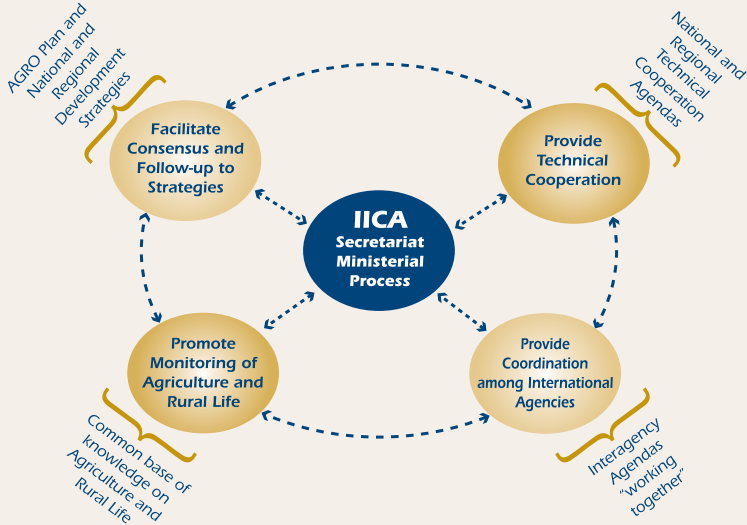 AGRO Plan and
National and
Regional
Development
Strategies
National and
Regional
Technical
Cooperation
Agendas
Facilitate
Consensus and
Follow-up to
Strategies
Provide
Technical
Cooperation
IICA
Secretariat
Ministerial
Process
Promote
Monitoring of
Agriculture and
Rural Life
Provide
Coordination
among International
Agencies
Common base of
knowledge on
Agriculture and
Rural Life
Interagency
Agendas
“working
together”